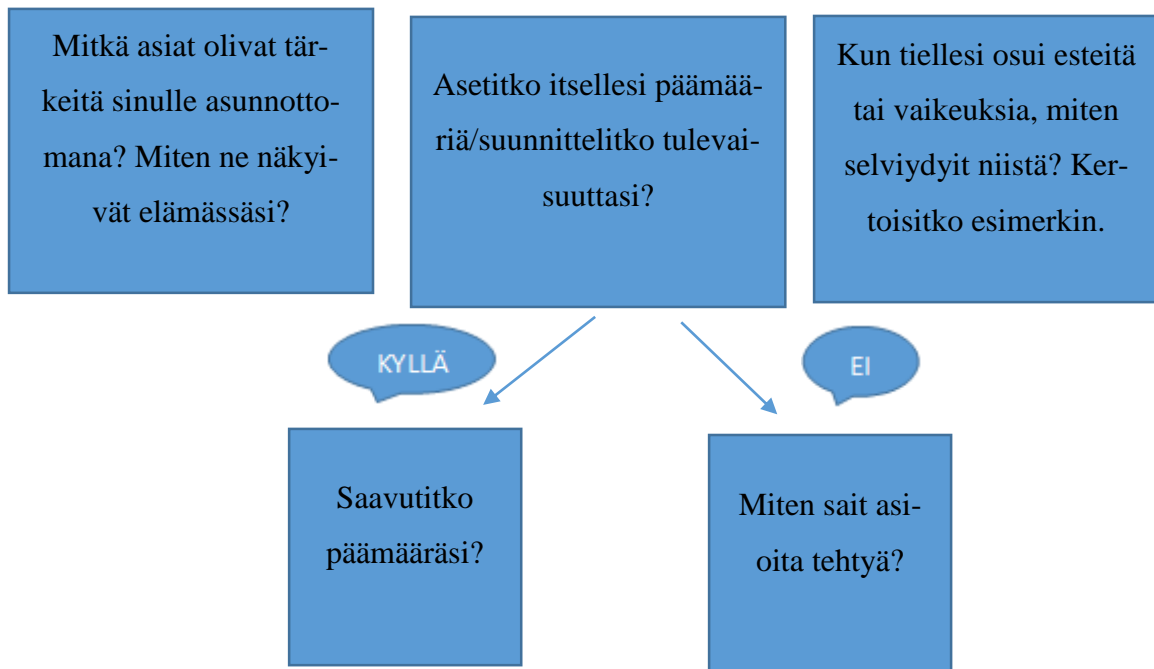 Mitkä asiat olivat tär-
keitä sinulle asunnotto-
mana? Miten ne näkyi-
vät elämässäsi?
Asetitko itsellesi päämää-
riä/suunnittelitko tulevai-
suuttasi?
Kun tiellesi osui esteitä
tai vaikeuksia, miten
selviydyit niistä? Ker-
toisitko esimerkin.
KYLLÄ
EI
Saavutitko
päämääräsi?
Miten sait asi-
oita tehtyä?